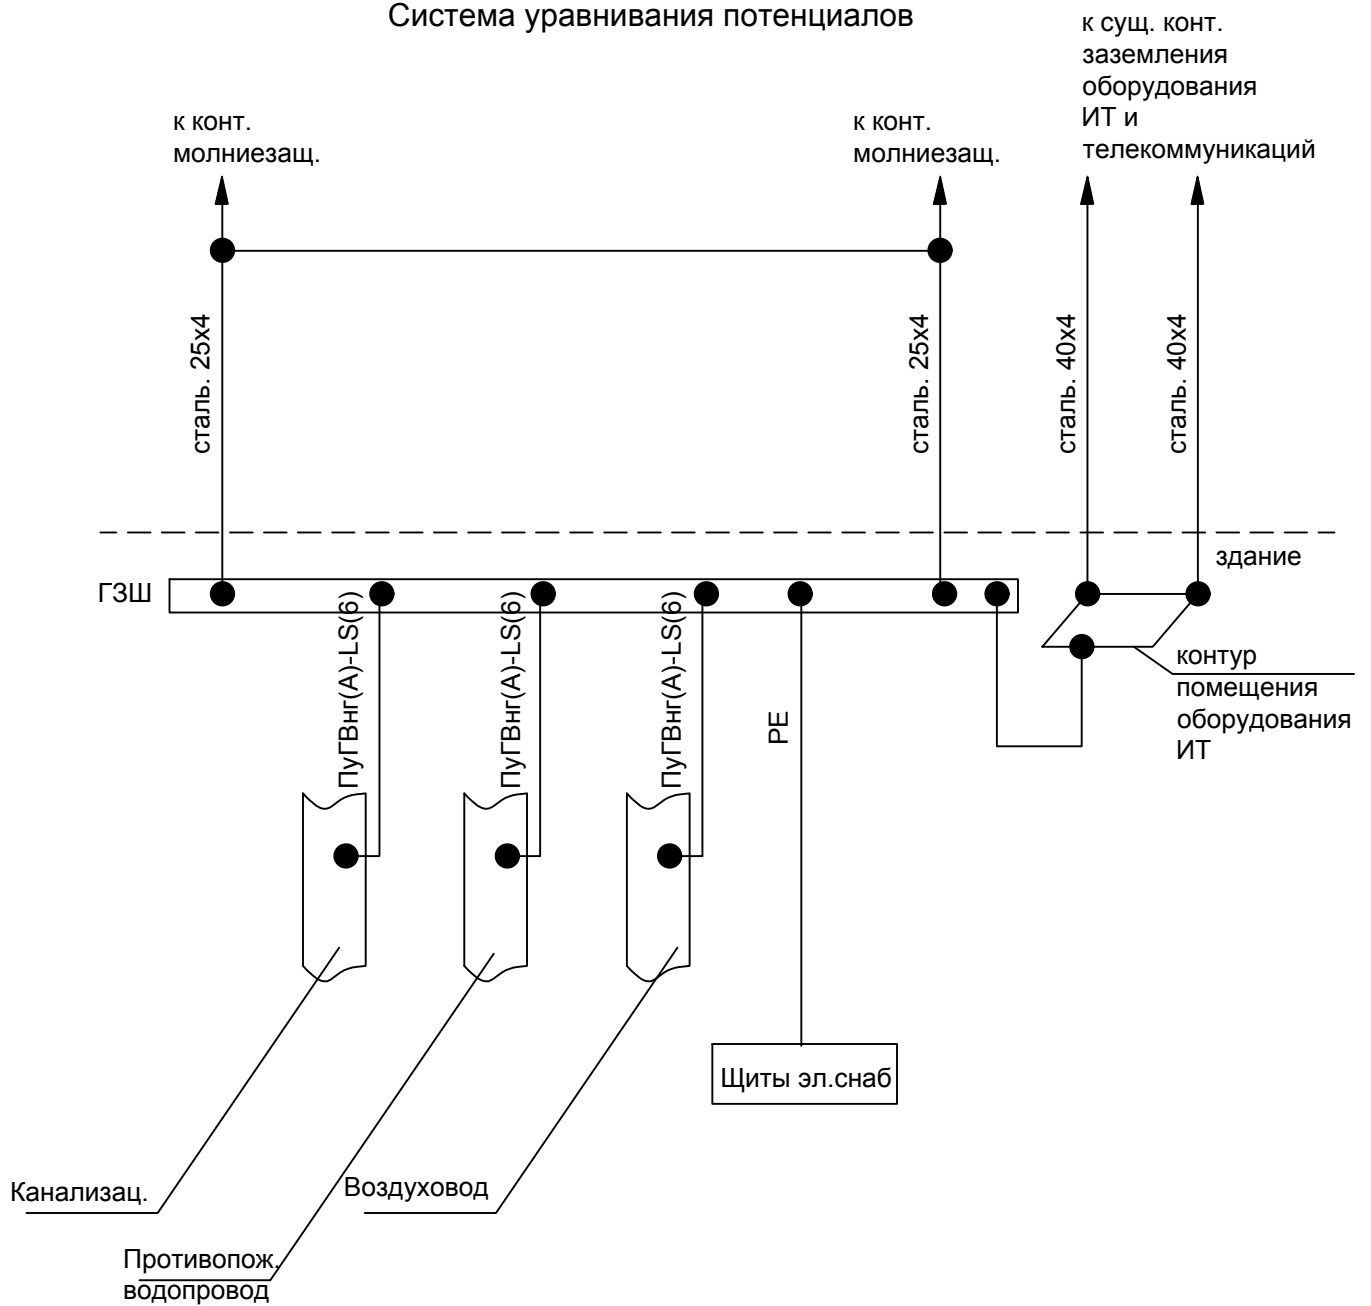 Система уравнивания потенциалов
к сущ. конт.
заземления
оборудования
ИТ и
телекоммуникаций
к конт.
молниезащ.
к конт.
молниезащ.
сталь. 25х4
сталь. 25х4
сталь. 40х4
сталь. 40х4
здание
ГЗШ
ПуГВнг(А)-LS(6)
ПуГВнг(А)-LS(6)
ПуГВнг(А)-LS(6)
PE
контур
помещения
оборудования
ИТ
Щиты эл.снаб
Канализац.
Воздуховод
Противопож.
водопровод